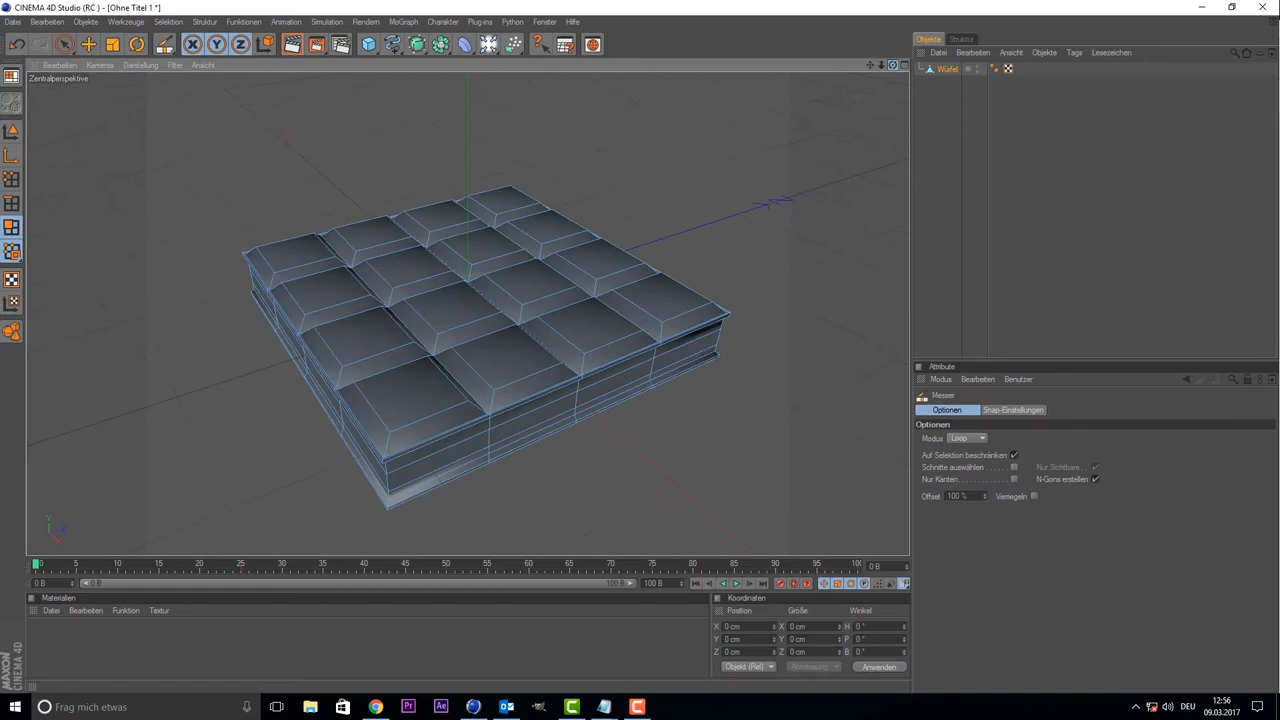 CINEMA 4D Studio (RC ) - [Ohne Titel 1 *]
Datei Bearbeiten Objekte Werkzeuge Selektion Struktur Funktionen Animation Simulation Rendern MoGraph Charakter Plug-ins Python Fenster Hilfe
X Y Z
Objekte Struktur
Datei Bearbeiten Ansicht Objekte Tags Lesezeichen
Bearbeiten Kameras Darstellung Filter Ansicht
Würfel
Zentralperspektive
Attribute
Modus Bearbeiten Benutzer
Messer
Optionen Snap-Einstellungen
Optionen
Modus Loop
Auf Selektion beschränken
Schnitte auswählen Nur Sichtbare
Nur Kanten N-Gons erstellen
Offset 100 % Verriegeln
Y
Z
X
0 5 10 15 20 25 30 35 40 45 50 55 60 65 70 75 80 85 90 95 100 0 B
0 B 0 B 100 B 100 B
Materialien
Datei Bearbeiten Funktion Textur
Koordinaten
Position Größe Winkel
X 0 cm X 0 cm H 0 °
Y 0 cm Y 0 cm P 0 °
Z 0 cm Z 0 cm B 0 °
Objekt (Rel) Abmessung Anwenden
MAXON CINEMA 4D
Frag mich etwas
Pr Ae C C
DEU
12:56
09.03.2017